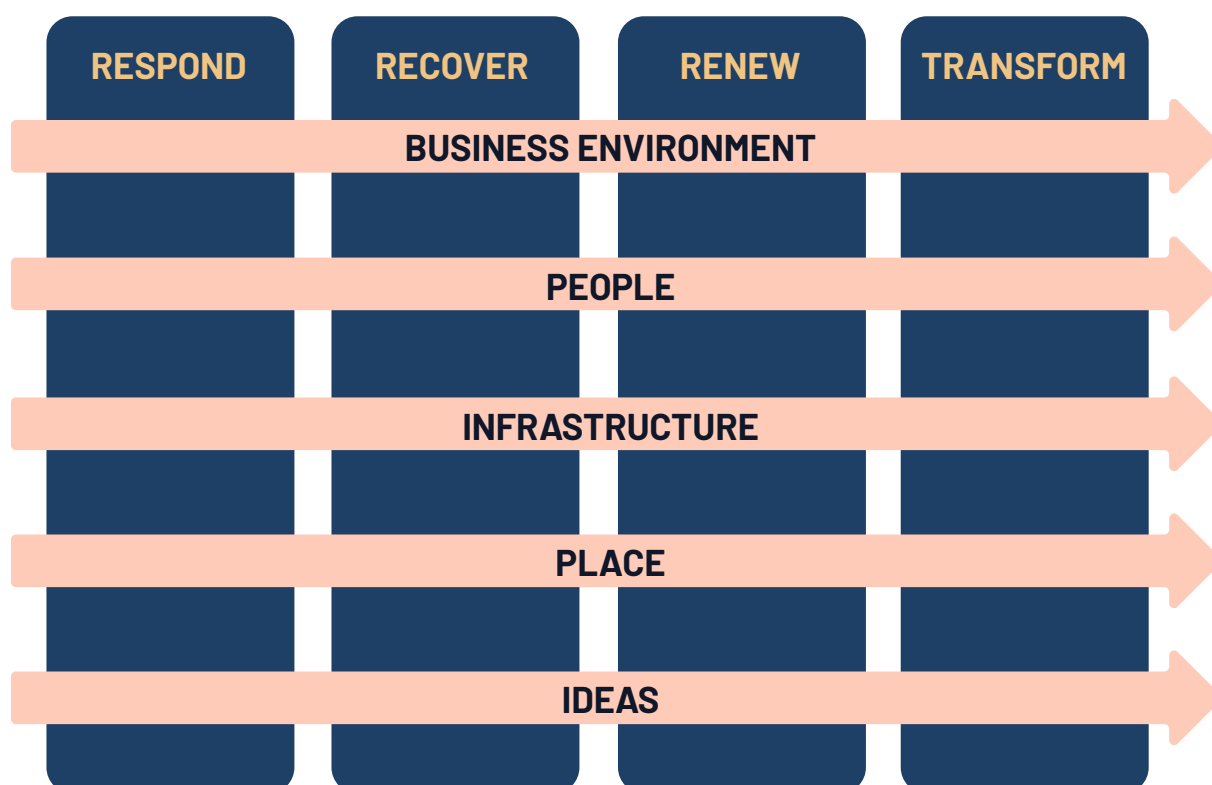 RESPOND RECOVER RENEW TRANSFORM
BUSINESS ENVIRONMENT
PEOPLE
INFRASTRUCTURE
PLACE
IDEAS